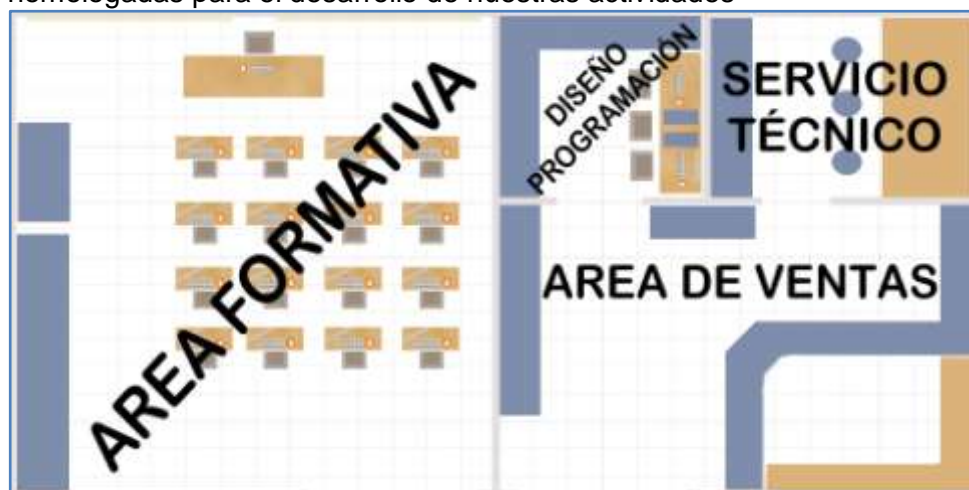 homologadas para el desarrollo de nuestras actividades
AREA FORMATIVA
DISEÑO
PROGRAMACIÓN
SERVICIO
TÉCNICO
AREA DE VENTAS